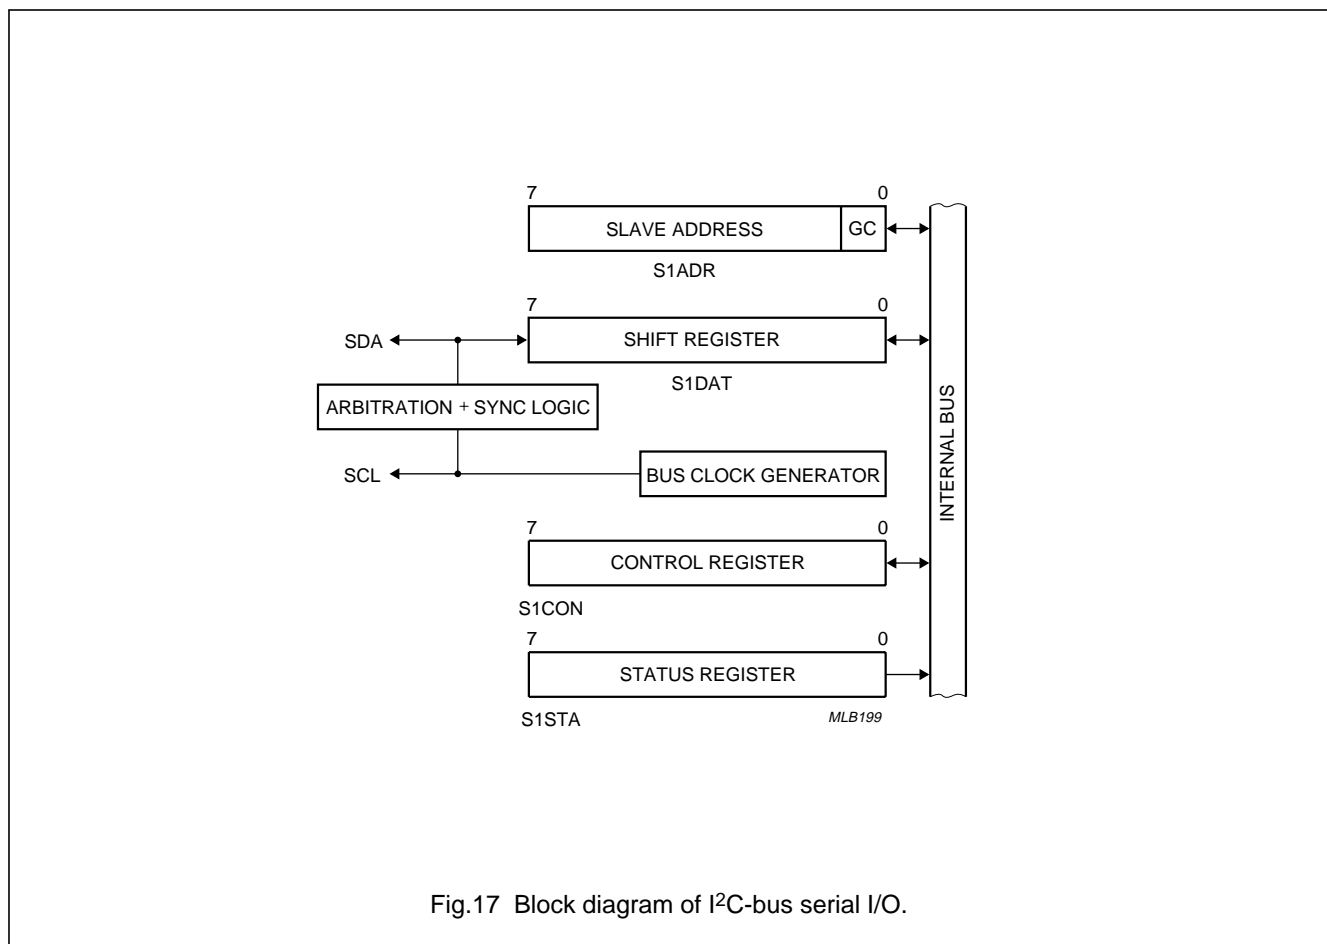 7 0
SLAVE ADDRESS GC
S1ADR
7 0
SDA SHIFT REGISTER
S1DAT
ARBITRATION + SYNC LOGIC
SCL BUS CLOCK GENERATOR
INTERNAL BUS
7 0
CONTROL REGISTER
S1CON
7 0
STATUS REGISTER
S1STA MLB199
Fig.17 Block diagram of I²C-bus serial I/O.